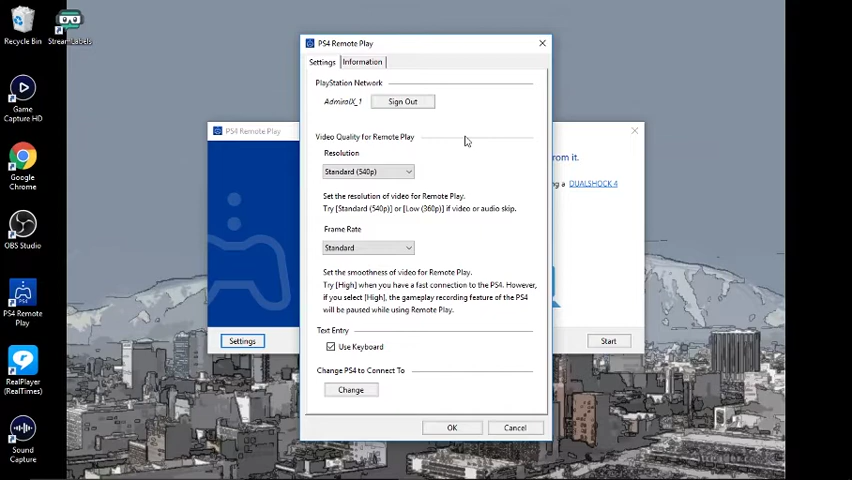 Recycle Bin
StreamLabels
Game
Capture HD
Google
Chrome
OBS Studio
PS4 Remote
Play
RealPlayer
(RealTimes)
Sound
Capture
PS4 Remote Play
from it.
ng a DUALSHOCK 4
Settings
Start
PS4 Remote Play
Settings
Information
PlayStation Network
AdmiralX_1
Sign Out
Video Quality for Remote Play
Resolution
Standard (540p)
Set the resolution of video for Remote Play.
Try [Standard (540p)] or [Low (360p)] if video or audio skip.
Frame Rate
Standard
Set the smoothness of video for Remote Play.
Try [High] when you have a fast connection to the PS4. However,
if you select [High], the gameplay recording feature of the PS4
will be paused while using Remote Play.
Text Entry
Use Keyboard
Change PS4 to Connect To
Change
OK
Cancel